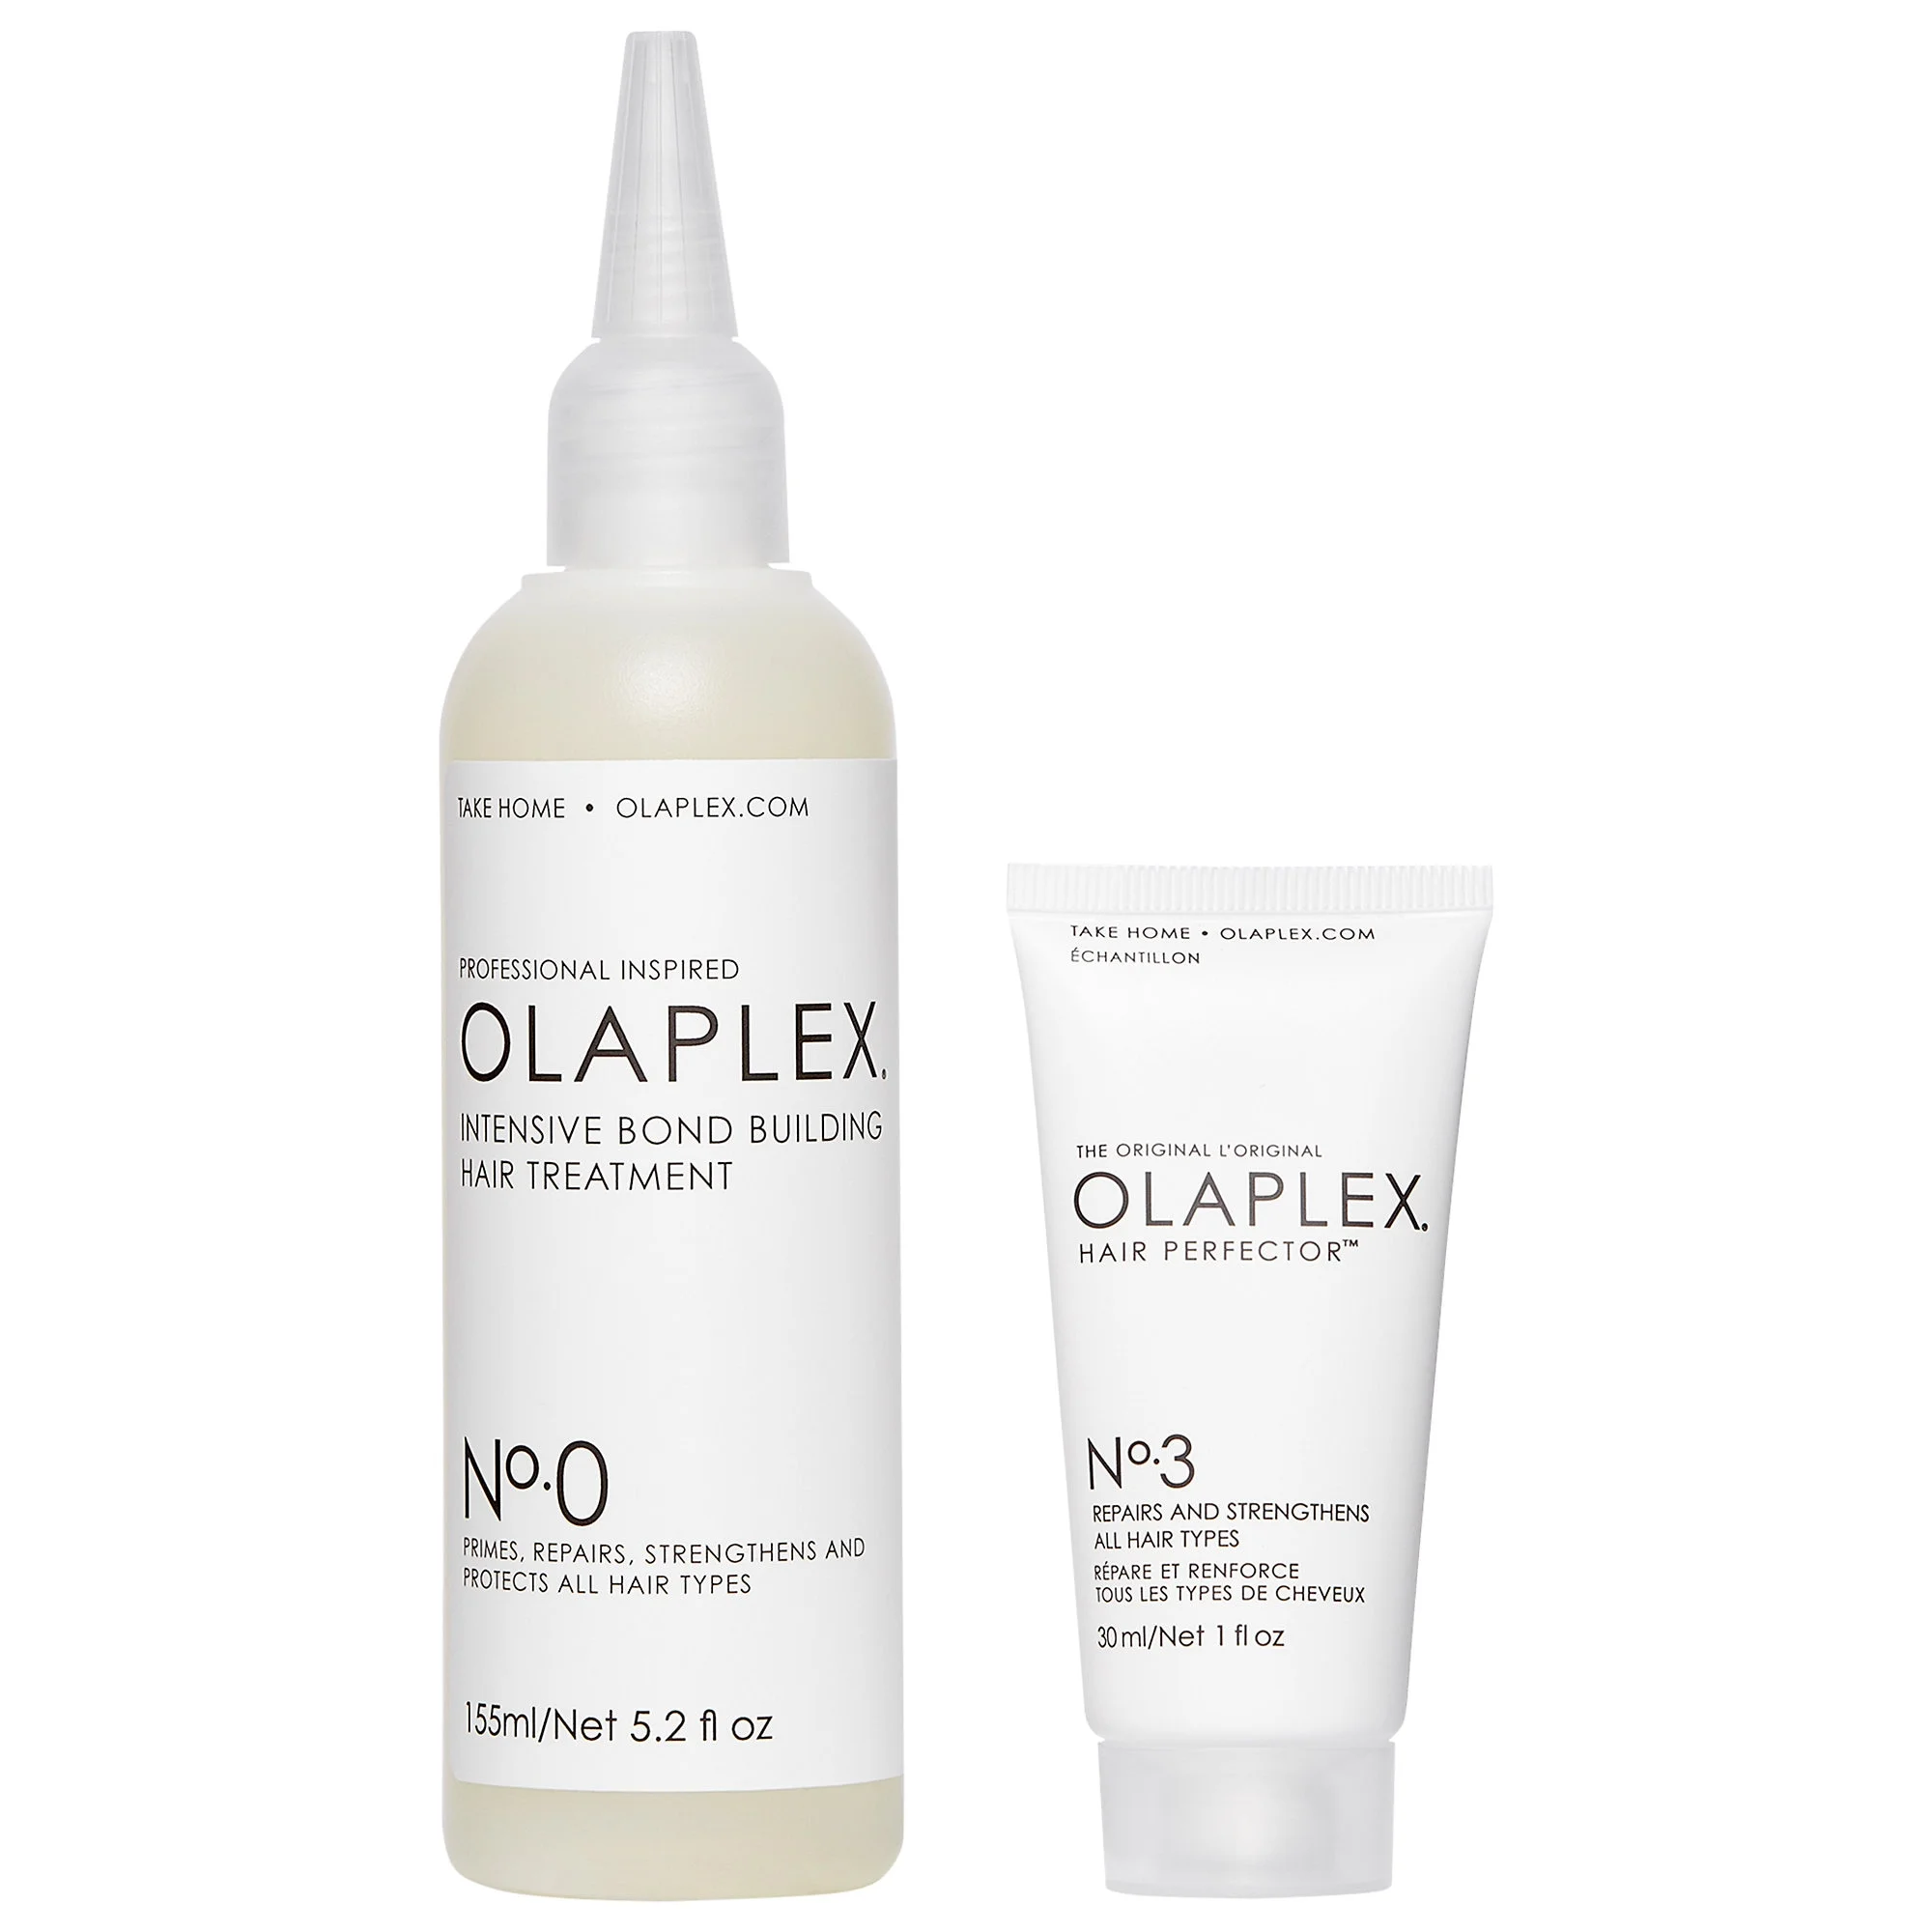 TAKE HOME • OLAPLEX.COM
PROFESSIONAL INSPIRED
OLAPLEX®
INTENSIVE BOND BUILDING
HAIR TREATMENT
Nº.0
PRIMES, REPAIRS, STRENGTHENS AND
PROTECTS ALL HAIR TYPES
155ml/Net 5.2 fl oz
TAKE HOME • OLAPLEX.COM
ÉCHANTILLON
THE ORIGINAL L'ORIGINAL
OLAPLEX®
HAIR PERFECTOR™
Nº.3
REPAIRS AND STRENGTHENS
ALL HAIR TYPES
RÉPARE ET RENFORCE
TOUS LES TYPES DE CHEVEUX
30 ml/Net 1 fl oz